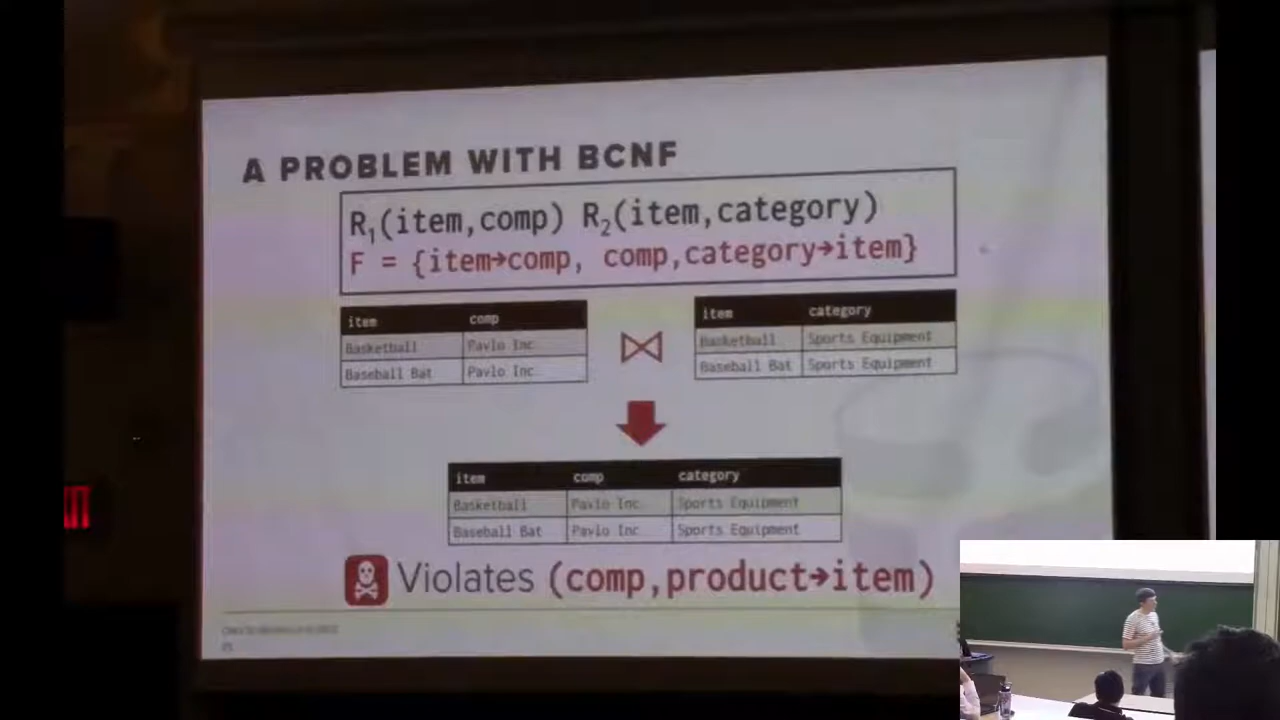 A PROBLEM WITH BCNF
R₁(item,comp) R₂(item,category)
F = {item→comp, comp,category→item}
item comp
Basketball Pavlo Inc
Baseball Bat Pavlo Inc
item category
Basketball Sports Equipment
Baseball Bat Sports Equipment
⋈
item comp category
Basketball Pavlo Inc Sports Equipment
Baseball Bat Pavlo Inc Sports Equipment
Violates (comp,product→item)